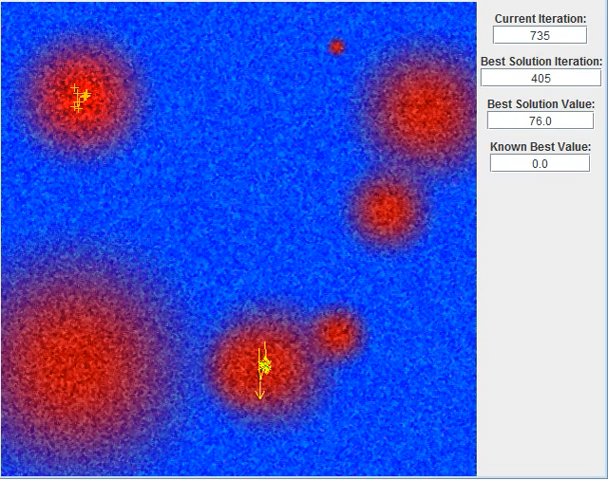 Current Iteration:
735
Best Solution Iteration:
405
Best Solution Value:
76.0
Known Best Value:
0.0